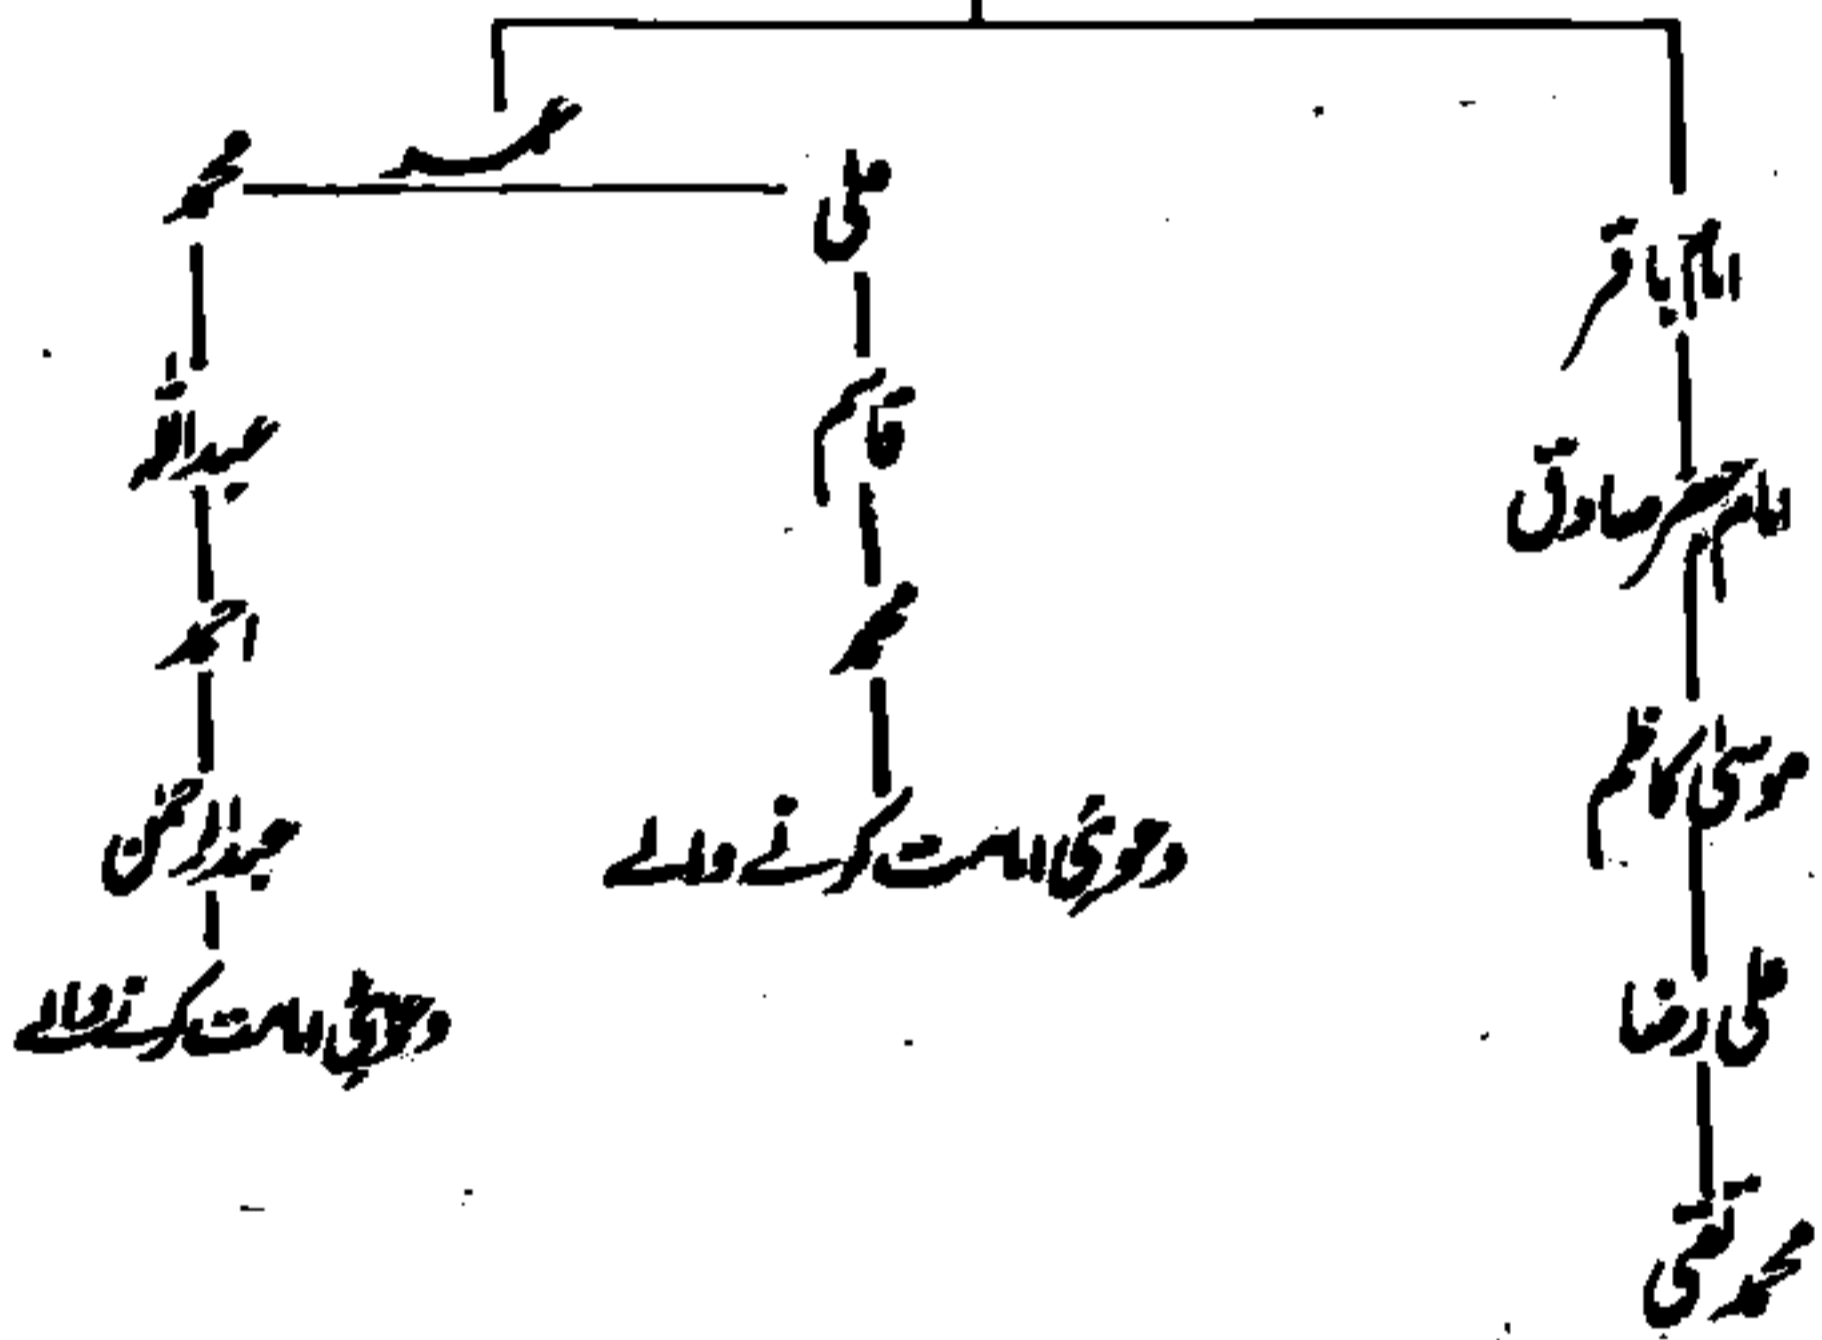 عمر
محمد
علی
امام باقر
عبداللہ
قاسم
امام جعفر صادق
احمد
محمد
موسیٰ کاظم
عبدالرحمٰن
دعویٰ امامت کرنے والے
علی رضا
دعویٰ امامت کرنے والے
محمد تقی